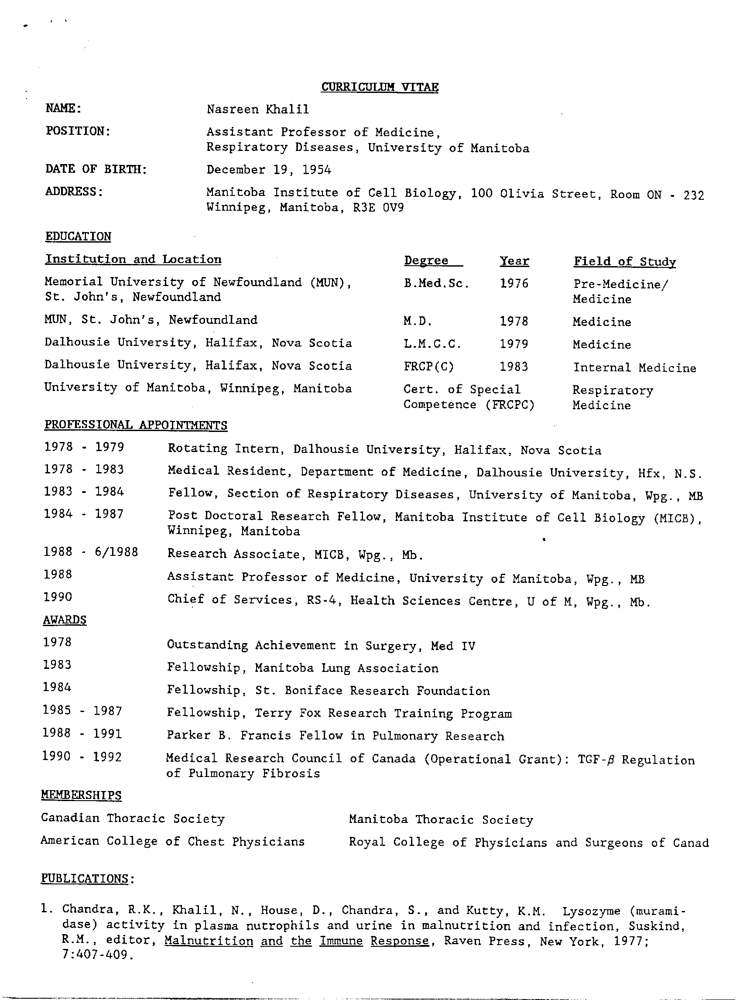 CURRICULUM VITAE
NAME: Nasreen Khalil
POSITION: Assistant Professor of Medicine,
Respiratory Diseases, University of Manitoba
DATE OF BIRTH: December 19, 1954
ADDRESS: Manitoba Institute of Cell Biology, 100 Olivia Street, Room ON - 232
Winnipeg, Manitoba, R3E 0V9
EDUCATION
Institution and Location Degree Year Field of Study
Memorial University of Newfoundland (MUN), B.Med.Sc. 1976 Pre-Medicine/
St. John's, Newfoundland Medicine
MUN, St. John's, Newfoundland M.D. 1978 Medicine
Dalhousie University, Halifax, Nova Scotia L.M.C.C. 1979 Medicine
Dalhousie University, Halifax, Nova Scotia FRCP(C) 1983 Internal Medicine
University of Manitoba, Winnipeg, Manitoba Cert. of Special Respiratory
Competence (FRCPC) Medicine
PROFESSIONAL APPOINTMENTS
1978 - 1979 Rotating Intern, Dalhousie University, Halifax, Nova Scotia
1978 - 1983 Medical Resident, Department of Medicine, Dalhousie University, Hfx, N.S.
1983 - 1984 Fellow, Section of Respiratory Diseases, University of Manitoba, Wpg., MB
1984 - 1987 Post Doctoral Research Fellow, Manitoba Institute of Cell Biology (MICB),
Winnipeg, Manitoba
1988 - 6/1988 Research Associate, MICB, Wpg., Mb.
1988 Assistant Professor of Medicine, University of Manitoba, Wpg., MB
1990 Chief of Services, RS-4, Health Sciences Centre, U of M, Wpg., Mb.
AWARDS
1978 Outstanding Achievement in Surgery, Med IV
1983 Fellowship, Manitoba Lung Association
1984 Fellowship, St. Boniface Research Foundation
1985 - 1987 Fellowship, Terry Fox Research Training Program
1988 - 1991 Parker B. Francis Fellow in Pulmonary Research
1990 - 1992 Medical Research Council of Canada (Operational Grant): TGF-β Regulation
of Pulmonary Fibrosis
MEMBERSHIPS
Canadian Thoracic Society Manitoba Thoracic Society
American College of Chest Physicians Royal College of Physicians and Surgeons of Canad
PUBLICATIONS:
1. Chandra, R.K., Khalil, N., House, D., Chandra, S., and Kutty, K.M. Lysozyme (murami-
dase) activity in plasma nutrophils and urine in malnutrition and infection, Suskind,
R.M., editor, Malnutrition and the Immune Response, Raven Press, New York, 1977;
7:407-409.